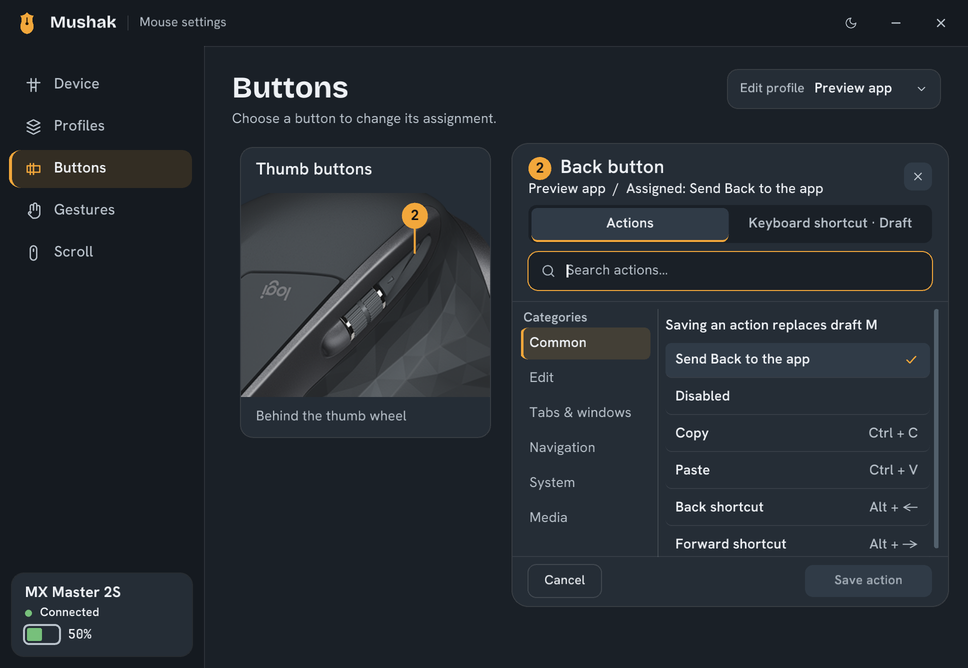 Mushak | Mouse settings
Device
Profiles
Buttons
Gestures
Scroll
MX Master 2S
Connected
50%
Buttons
Choose a button to change its assignment.
Edit profile Preview app
Thumb buttons
2
logi
Behind the thumb wheel
2 Back button
Preview app / Assigned: Send Back to the app
Actions
Keyboard shortcut · Draft
Search actions...
Categories
Common
Edit
Tabs & windows
Navigation
System
Media
Saving an action replaces draft M
Send Back to the app
Disabled
Copy Ctrl + C
Paste Ctrl + V
Back shortcut Alt + ←
Forward shortcut Alt + →
Cancel
Save action